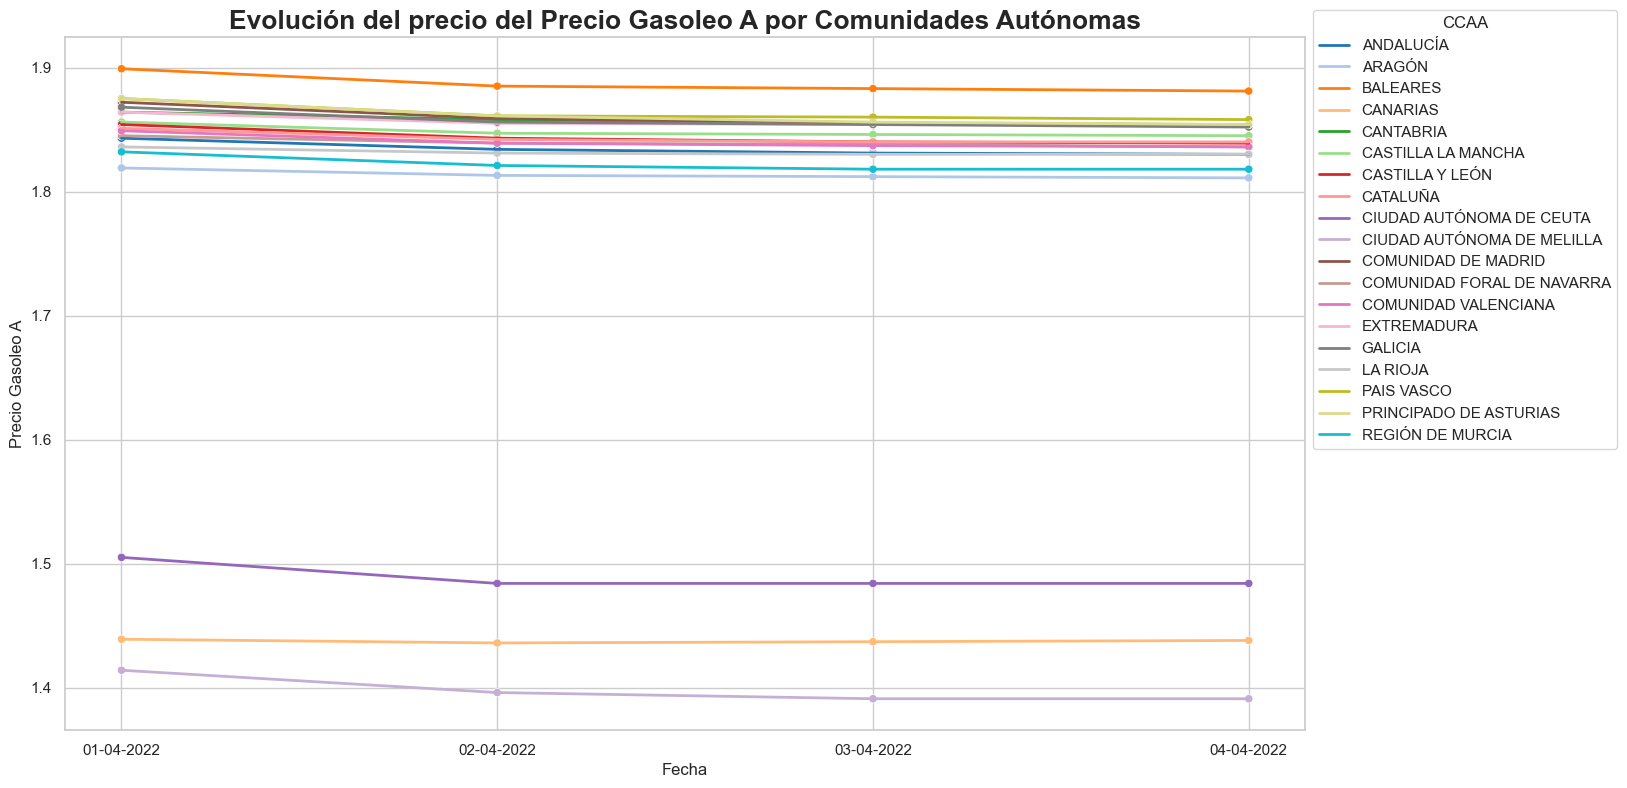 Evolución del precio del Precio Gasoleo A por Comunidades Autónomas
Precio Gasoleo A
1.9
1.8
1.7
1.6
1.5
1.4
01-04-2022
02-04-2022
03-04-2022
04-04-2022
Fecha
CCAA
ANDALUCÍA
ARAGÓN
BALEARES
CANARIAS
CANTABRIA
CASTILLA LA MANCHA
CASTILLA Y LEÓN
CATALUÑA
CIUDAD AUTÓNOMA DE CEUTA
CIUDAD AUTÓNOMA DE MELILLA
COMUNIDAD DE MADRID
COMUNIDAD FORAL DE NAVARRA
COMUNIDAD VALENCIANA
EXTREMADURA
GALICIA
LA RIOJA
PAIS VASCO
PRINCIPADO DE ASTURIAS
REGIÓN DE MURCIA